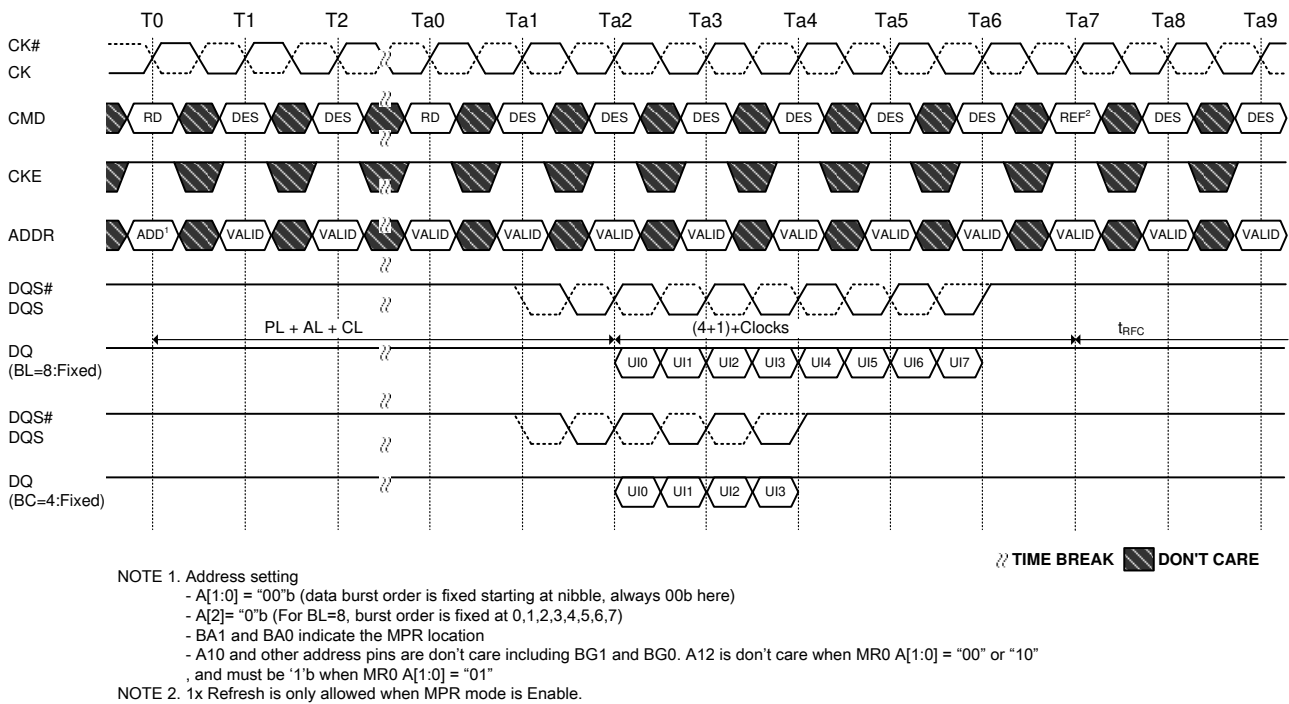 T0 T1 T2 Ta0 Ta1 Ta2 Ta3 Ta4 Ta5 Ta6 Ta7 Ta8 Ta9
CK#
CK
CMD RD DES DES RD DES DES DES DES DES DES REF2 DES DES
CKE
ADDR ADD1 VALID VALID VALID VALID VALID VALID VALID VALID VALID VALID VALID VALID
DQS#
DQS
PL + AL + CL (4+1)+Clocks tRFC
DQ
(BL=8:Fixed) UI0 UI1 UI2 UI3 UI4 UI5 UI6 UI7
DQS#
DQS
DQ
(BC=4:Fixed) UI0 UI1 UI2 UI3
TIME BREAK DON'T CARE
NOTE 1. Address setting
- A[1:0] = “00”b (data burst order is fixed starting at nibble, always 00b here)
- A[2]= “0”b (For BL=8, burst order is fixed at 0,1,2,3,4,5,6,7)
- BA1 and BA0 indicate the MPR location
- A10 and other address pins are don’t care including BG1 and BG0. A12 is don’t care when MR0 A[1:0] = “00” or “10”
, and must be ‘1’b when MR0 A[1:0] = “01”
NOTE 2. 1x Refresh is only allowed when MPR mode is Enable.